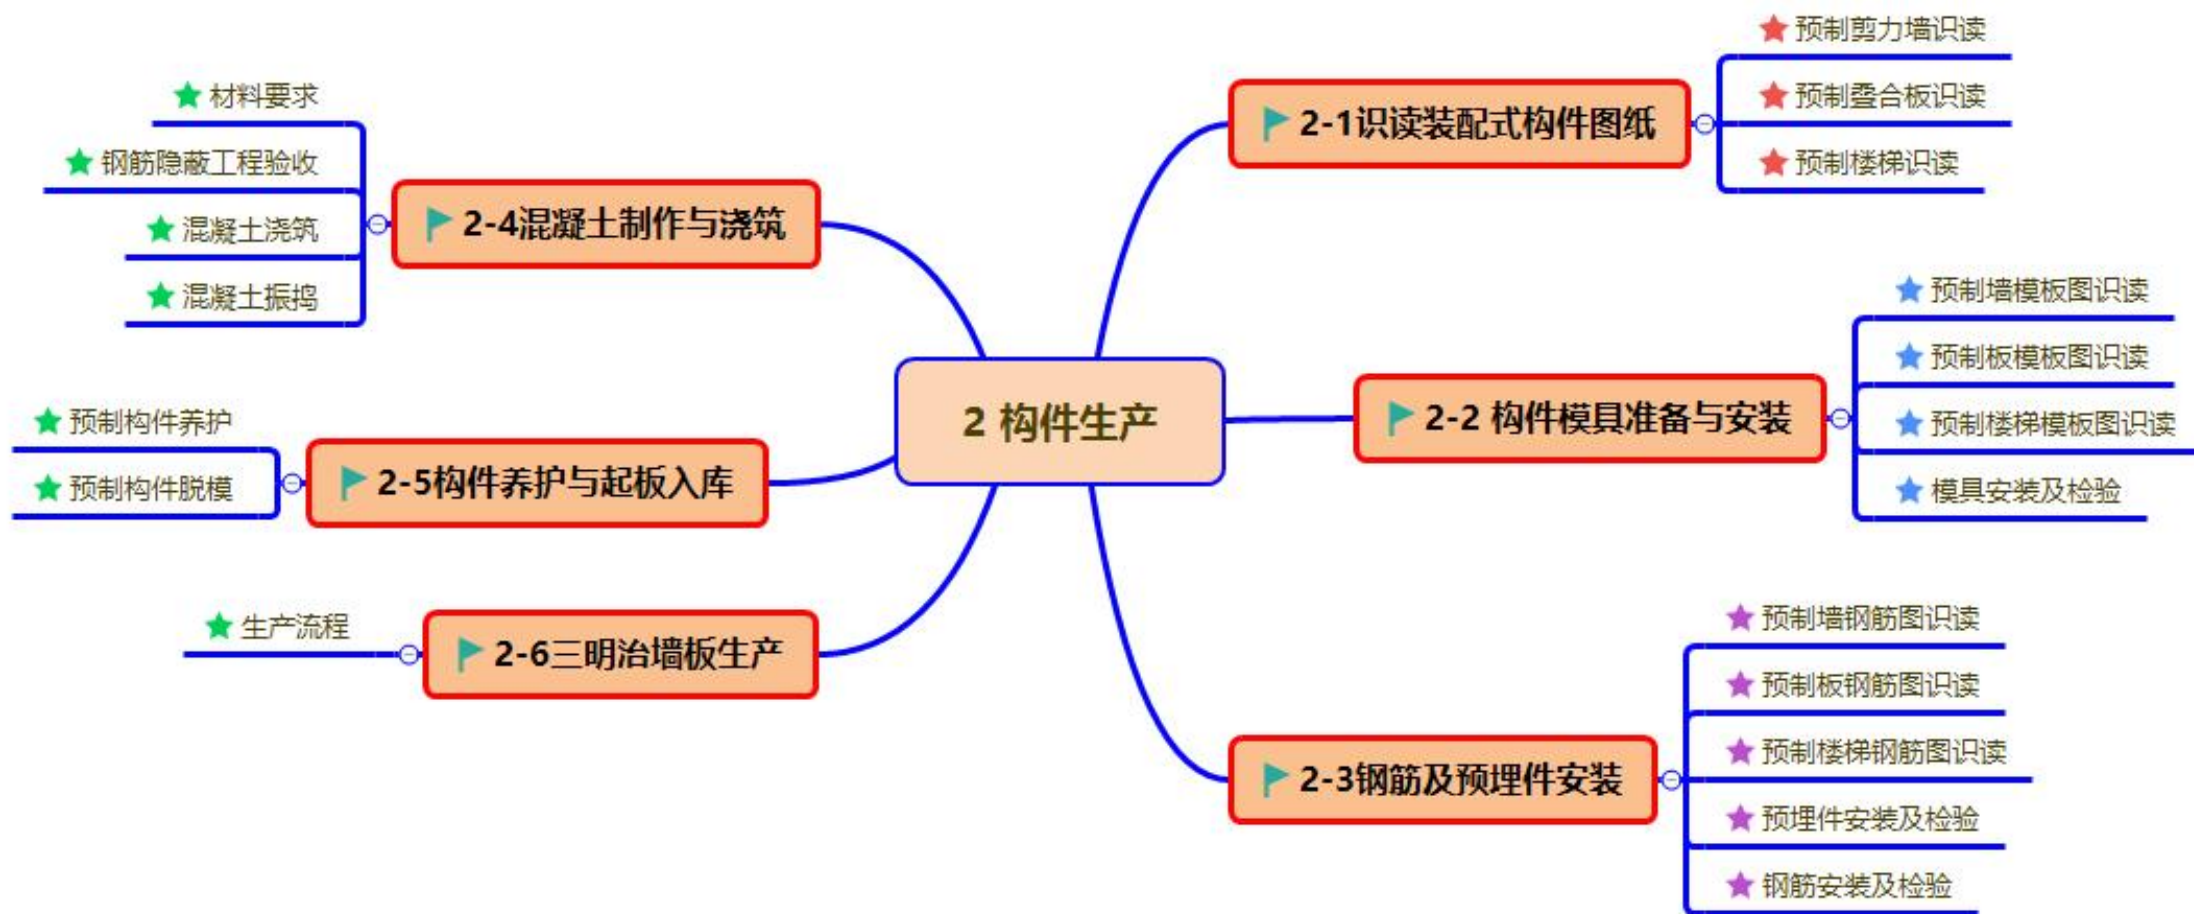 2 构件生产
2-1识读装配式构件图纸
预制剪力墙识读
预制叠合板识读
预制楼梯识读
2-2 构件模具准备与安装
预制墙模板图识读
预制板模板图识读
预制楼梯模板图识读
模具安装及检验
2-3钢筋及预埋件安装
预制墙钢筋图识读
预制板钢筋图识读
预制楼梯钢筋图识读
预埋件安装及检验
钢筋安装及检验
2-4混凝土制作与浇筑
材料要求
钢筋隐蔽工程验收
混凝土浇筑
混凝土振捣
2-5构件养护与起板入库
预制构件养护
预制构件脱模
2-6三明治墙板生产
生产流程